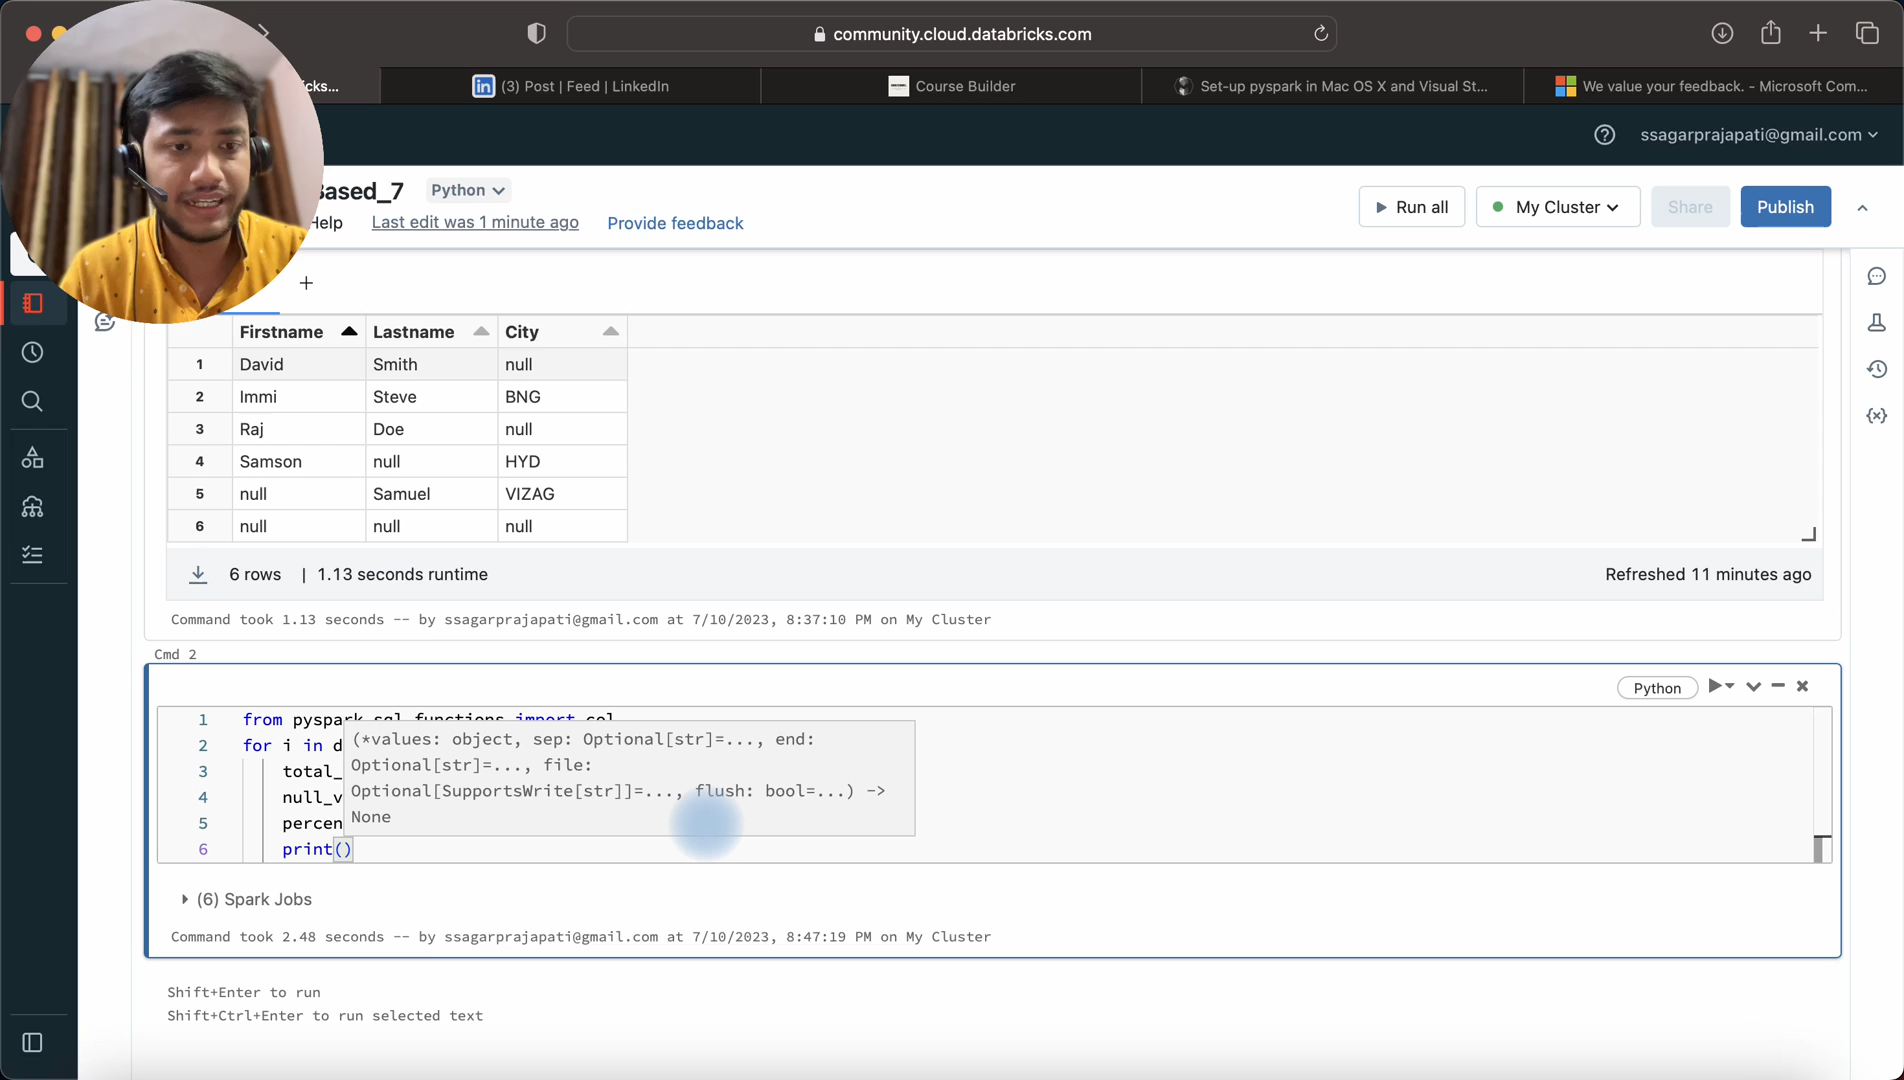 community.cloud.databricks.com
cks...
in (3) Post | Feed | LinkedIn
Course Builder
Set-up pyspark in Mac OS X and Visual St...
We value your feedback. - Microsoft Com...
ssagarprajapati@gmail.com
Based_7 Python
Help Last edit was 1 minute ago Provide feedback
Run all
My Cluster
Share
Publish
+
Firstname Lastname City
1 David Smith null
2 Immi Steve BNG
3 Raj Doe null
4 Samson null HYD
5 null Samuel VIZAG
6 null null null
6 rows | 1.13 seconds runtime
Refreshed 11 minutes ago
Command took 1.13 seconds -- by ssagarprajapati@gmail.com at 7/10/2023, 8:37:10 PM on My Cluster
Cmd 2
Python
1 from pyspark.sql.functions import col
2 for i in d
3 total_
4 null_v
5 percen
6 print()
(*values: object, sep: Optional[str]=..., end:
Optional[str]=..., file:
Optional[SupportsWrite[str]]=..., flush: bool=...) ->
None
(6) Spark Jobs
Command took 2.48 seconds -- by ssagarprajapati@gmail.com at 7/10/2023, 8:47:19 PM on My Cluster
Shift+Enter to run
Shift+Ctrl+Enter to run selected text